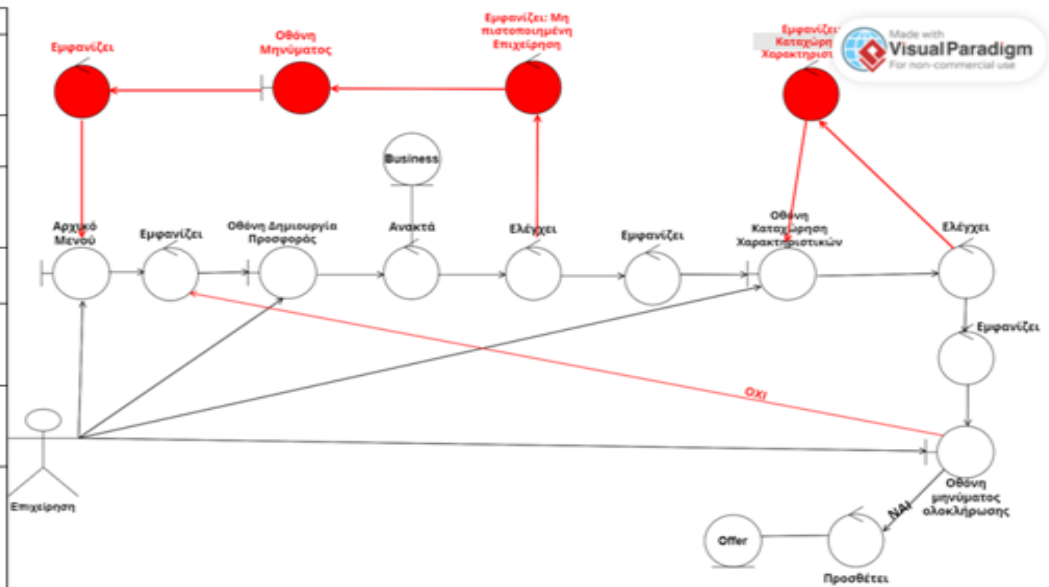 Εμφανίζει
Οθόνη
Μηνύματος
Εμφανίζει: Μη
πιστοποιημένη
Επιχείρηση
Εμφανίζει:
Made with
Visual Paradigm
For non-commercial use
Business
Αρχικό
Μενού
Εμφανίζει
Οθόνη Δημιουργία
Προσφοράς
Ανακτά
Ελέγχει
Εμφανίζει
Οθόνη
Καταχώρηση
Χαρακτηριστικών
Ελέγχει
Εμφανίζει
ΟΧΙ
Επιχείρηση
Οθόνη
μηνύματος
ολοκλήρωσης
ΝΑΙ
Offer
Προσθέτει